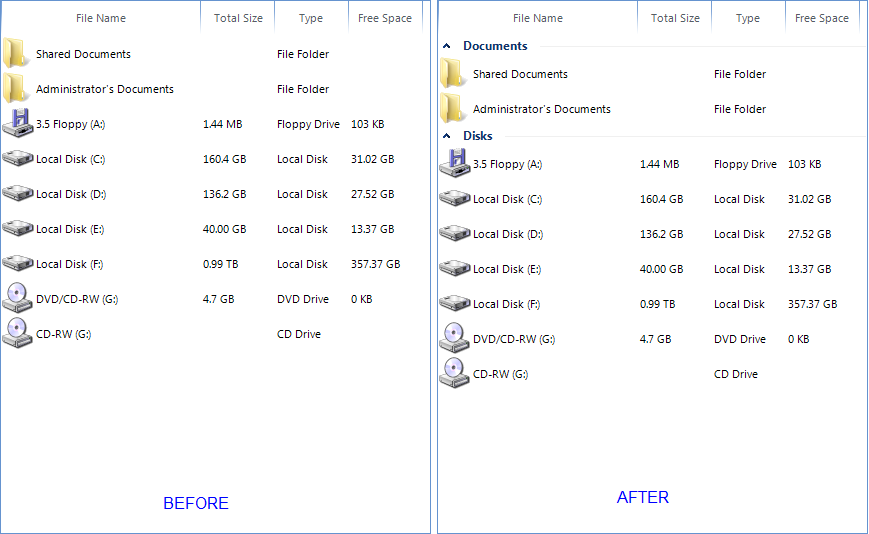 File Name Total Size Type Free Space
Shared Documents File Folder
Administrator's Documents File Folder
3.5 Floppy (A:) 1.44 MB Floppy Drive 103 KB
Local Disk (C:) 160.4 GB Local Disk 31.02 GB
Local Disk (D:) 136.2 GB Local Disk 27.52 GB
Local Disk (E:) 40.00 GB Local Disk 13.37 GB
Local Disk (F:) 0.99 TB Local Disk 357.37 GB
DVD/CD-RW (G:) 4.7 GB DVD Drive 0 KB
CD-RW (G:) CD Drive
BEFORE
File Name Total Size Type Free Space
Documents
Shared Documents File Folder
Administrator's Documents File Folder
Disks
3.5 Floppy (A:) 1.44 MB Floppy Drive 103 KB
Local Disk (C:) 160.4 GB Local Disk 31.02 GB
Local Disk (D:) 136.2 GB Local Disk 27.52 GB
Local Disk (E:) 40.00 GB Local Disk 13.37 GB
Local Disk (F:) 0.99 TB Local Disk 357.37 GB
DVD/CD-RW (G:) 4.7 GB DVD Drive 0 KB
CD-RW (G:) CD Drive
AFTER